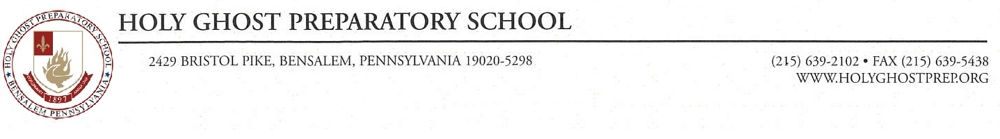 HOLY GHOST PREPARATORY SCHOOL
2429 BRISTOL PIKE, BENSALEM, PENNSYLVANIA 19020-5298
(215) 639-2102 • FAX (215) 639-5438
WWW.HOLYGHOSTPREP.ORG
HOLY GHOST PREPARATORY SCHOOL
1897
BENSALEM PENNSYLVANIA